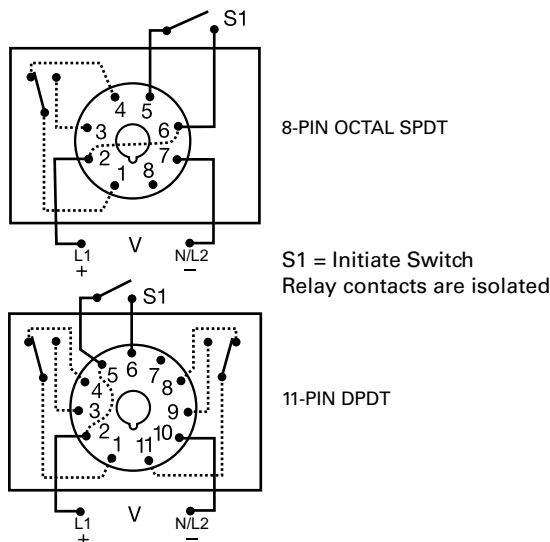 S1
4 5
3 6
2 7
1 8
8-PIN OCTAL SPDT
L1 V N/L2
+ −
S1 = Initiate Switch
Relay contacts are isolated
S1
5 6 7
4 8
3 9
2 10
1 11
11-PIN DPDT
L1 V N/L2
+ −